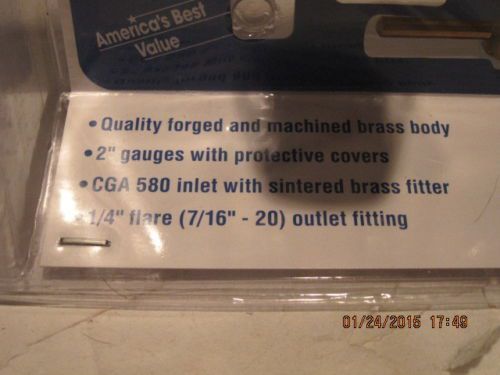 America's Best
Value
• Quality forged and machined brass body
• 2" gauges with protective covers
• CGA 580 inlet with sintered brass fitter
• 1/4" flare (7/16" - 20) outlet fitting
01/24/2015 17:49